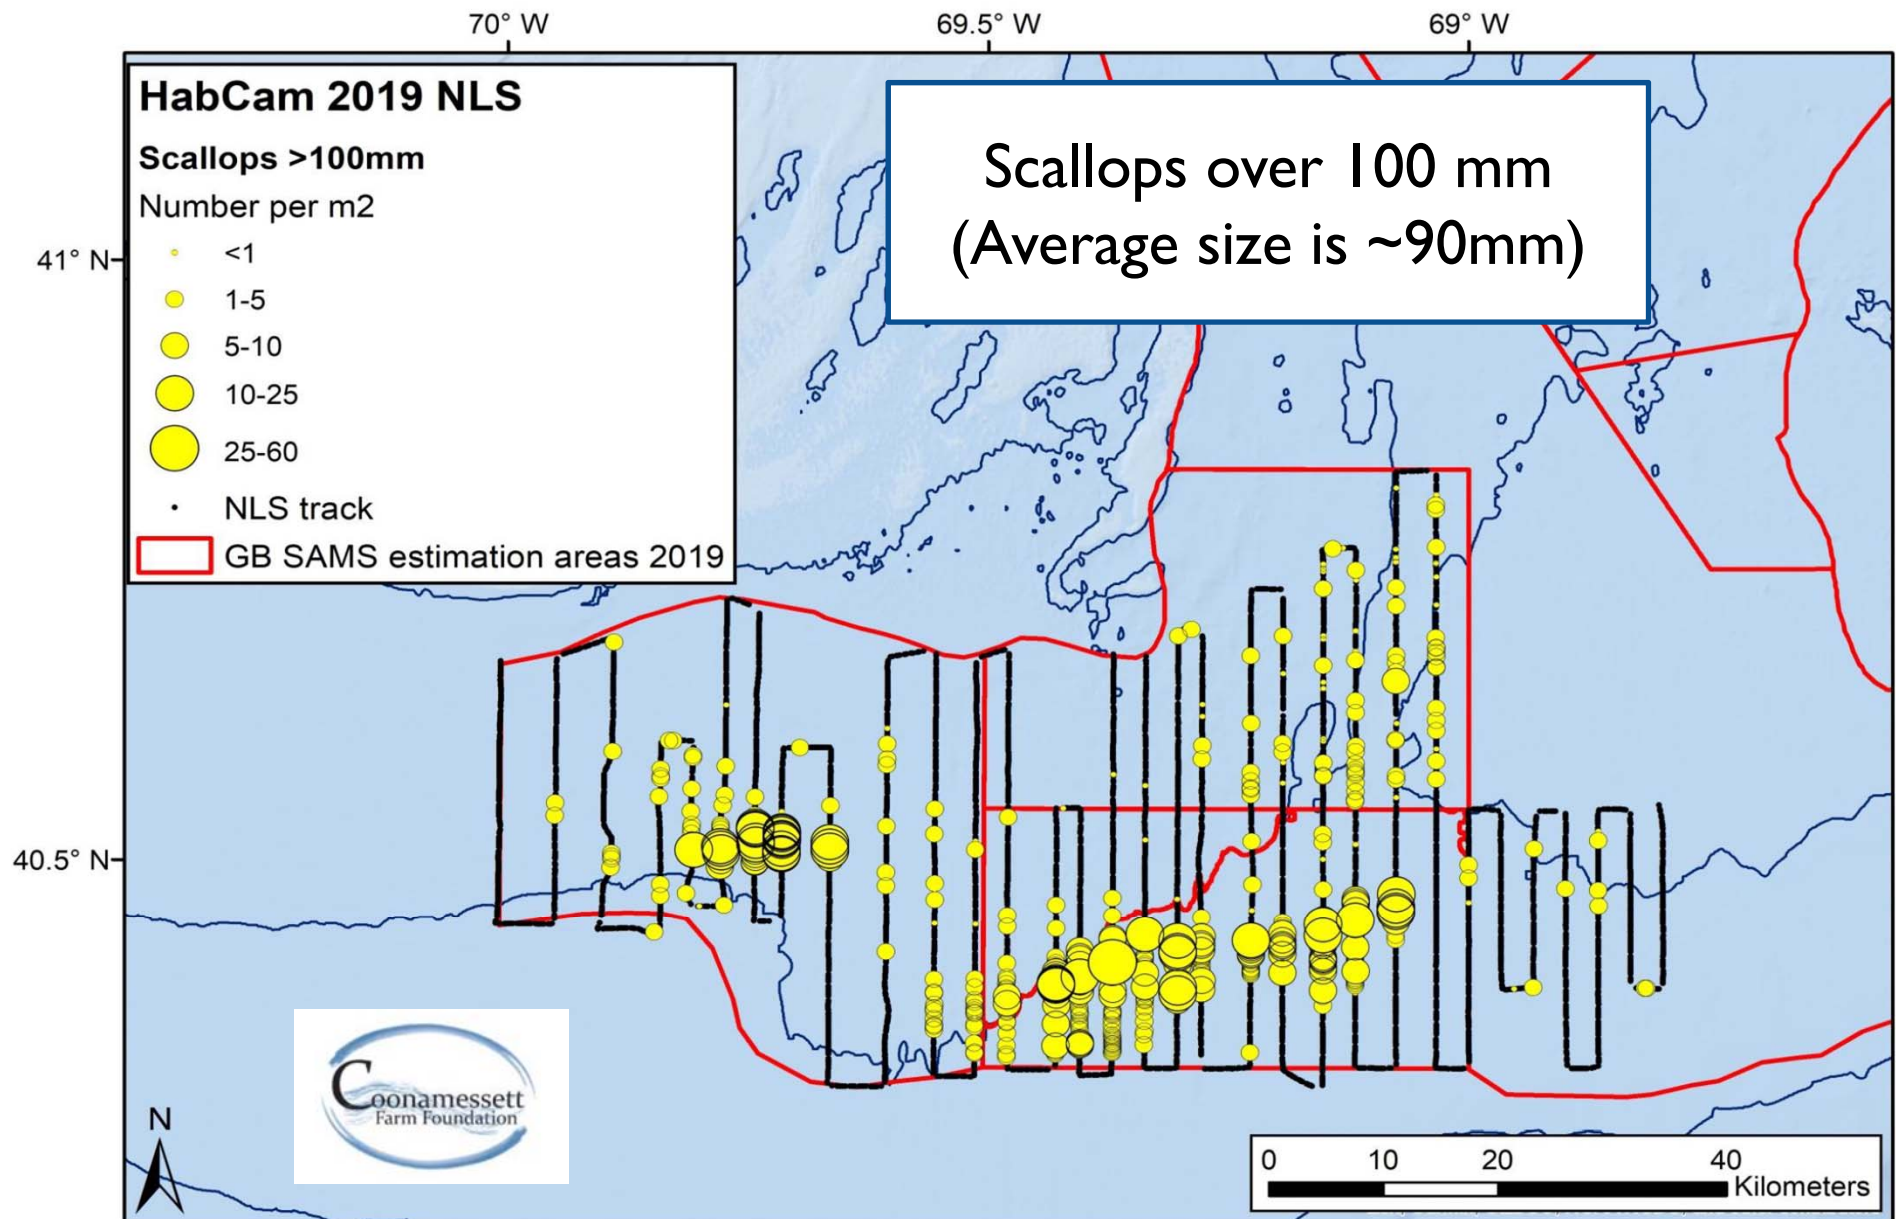 70° W
69.5° W
69° W
HabCam 2019 NLS
Scallops >100mm
Number per m2
<1
1-5
5-10
10-25
25-60
NLS track
GB SAMS estimation areas 2019
Scallops over 100 mm
(Average size is ~90mm)
41° N
40.5° N
Coonamessett
Farm Foundation
N
0 10 20 40
Kilometers